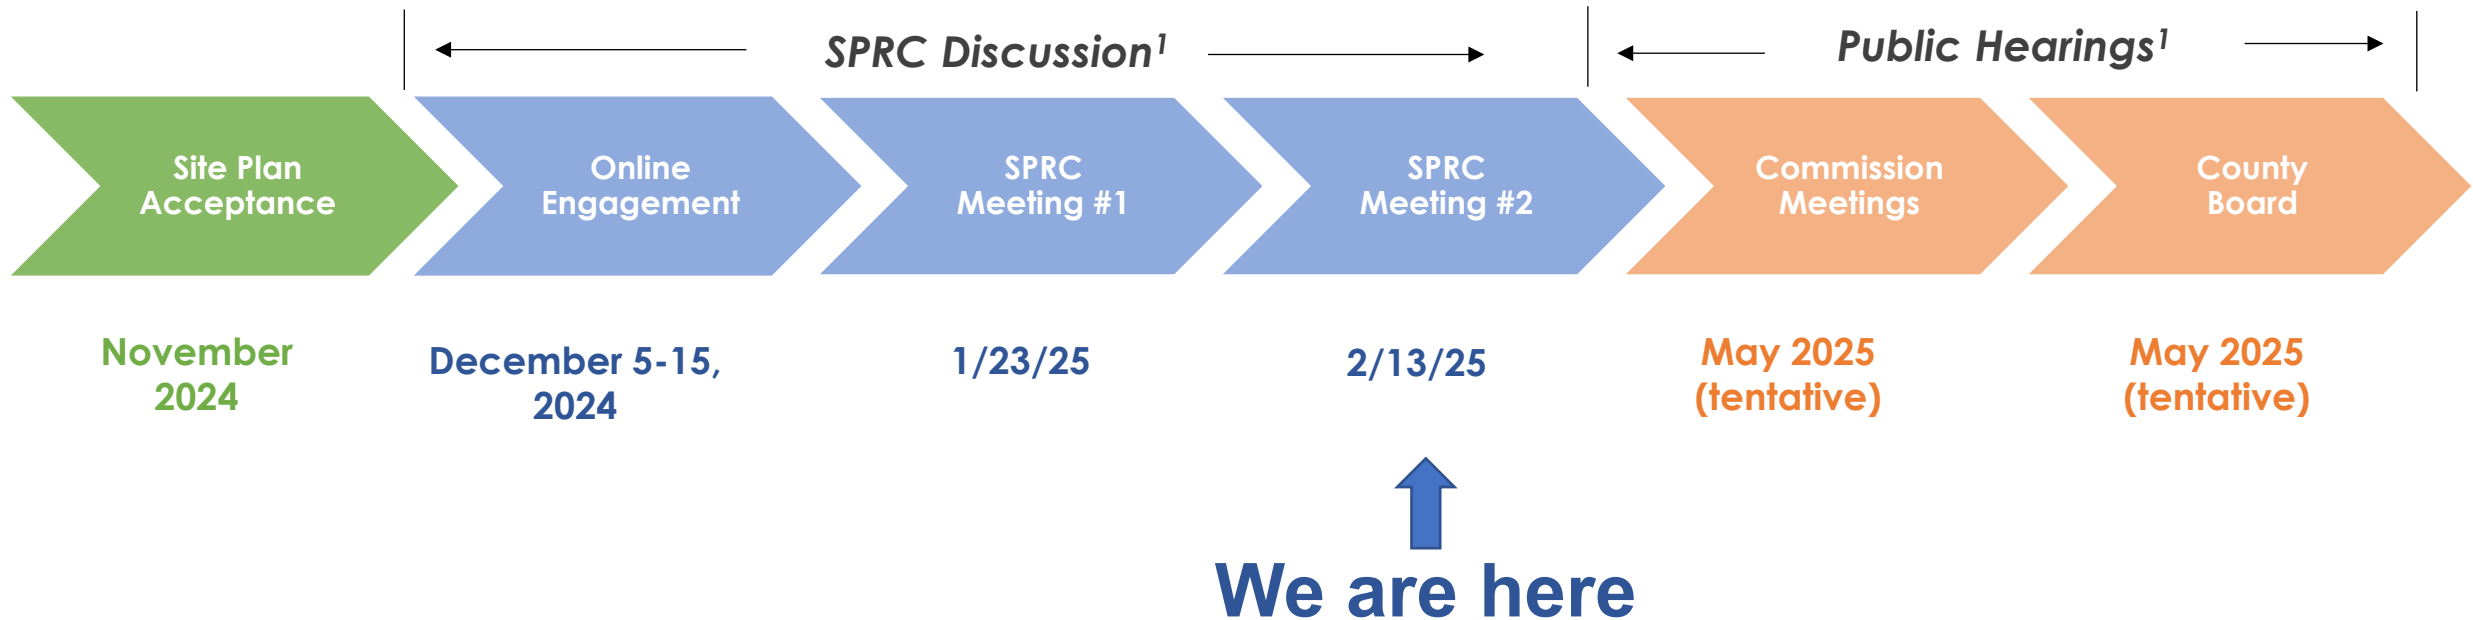 SPRC Discussion¹
Public Hearings¹
Site Plan
Acceptance
Online
Engagement
SPRC
Meeting #1
SPRC
Meeting #2
Commission
Meetings
County
Board
November
2024
December 5-15,
2024
1/23/25
2/13/25
May 2025
(tentative)
May 2025
(tentative)
We are here